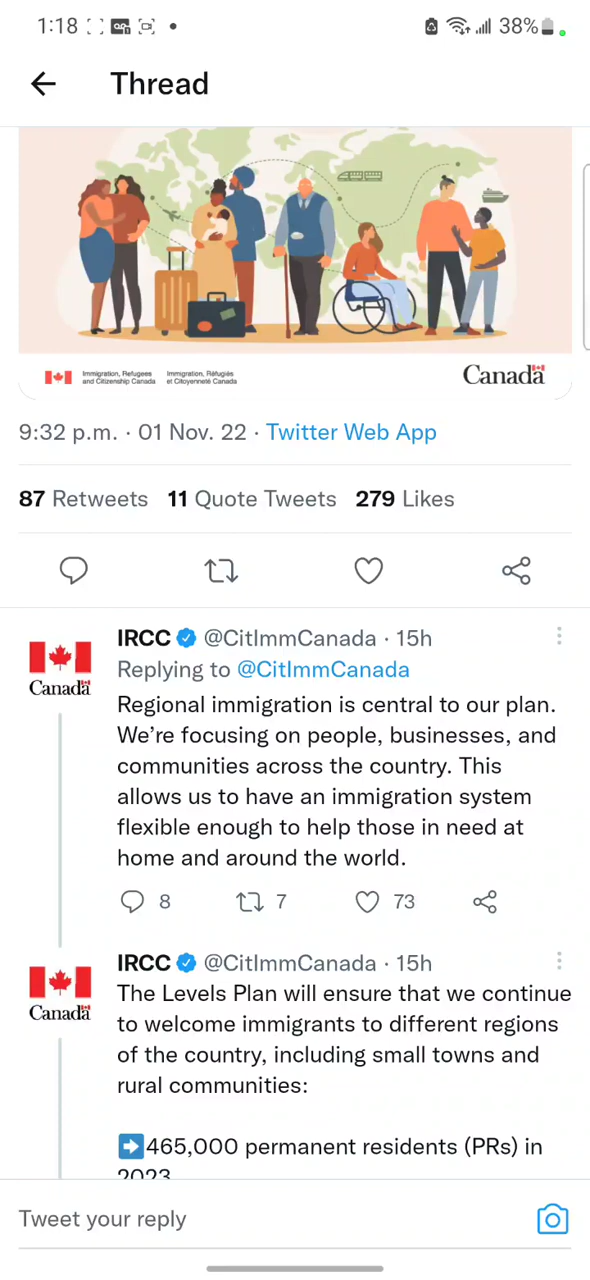 1:18
38%
Thread
Immigration, Refugees
and Citizenship Canada
Immigration, Réfugiés
et Citoyenneté Canada
Canada
9:32 p.m. · 01 Nov. 22 · Twitter Web App
87 Retweets 11 Quote Tweets 279 Likes
IRCC @CitImmCanada · 15h
Canada
Replying to @CitImmCanada
Regional immigration is central to our plan.
We’re focusing on people, businesses, and
communities across the country. This
allows us to have an immigration system
flexible enough to help those in need at
home and around the world.
8 7 73
IRCC @CitImmCanada · 15h
Canada
The Levels Plan will ensure that we continue
to welcome immigrants to different regions
of the country, including small towns and
rural communities:
➡465,000 permanent residents (PRs) in
2023
Tweet your reply